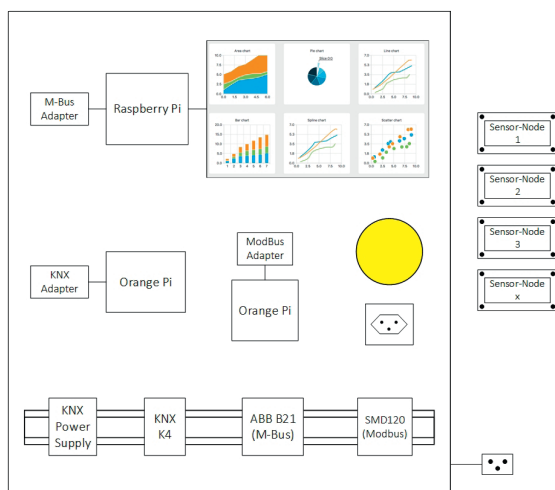 Area chart
Pie chart
Line chart
M-Bus
Adapter
Raspberry Pi
Bar chart
Spline chart
Scatter chart
Sensor-Node
1
Sensor-Node
2
Sensor-Node
3
Sensor-Node
x
KNX
Adapter
Orange Pi
ModBus
Adapter
Orange Pi
KNX
Power
Supply
KNX
K4
ABB B21
(M-Bus)
SMD120
(Modbus)